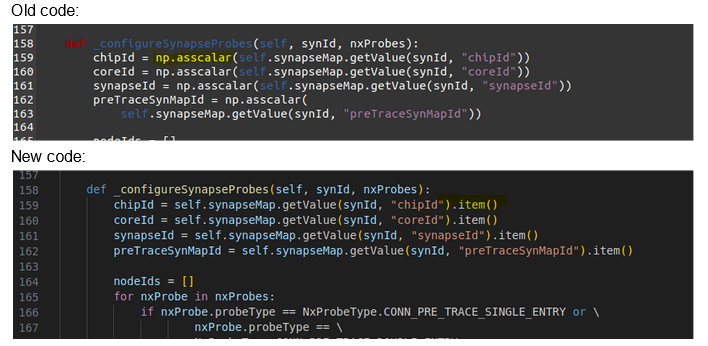 Old code:
157
158 def _configureSynapseProbes(self, synId, nxProbes):
159 chipId = np.asscalar(self.synapseMap.getValue(synId, "chipId"))
160 coreId = np.asscalar(self.synapseMap.getValue(synId, "coreId"))
161 synapseId = np.asscalar(self.synapseMap.getValue(synId, "synapseId"))
162 preTraceSynMapId = np.asscalar(
163 self.synapseMap.getValue(synId, "preTraceSynMapId"))
164
165 nodeIds = []
New code:
157
158 def _configureSynapseProbes(self, synId, nxProbes):
159 chipId = self.synapseMap.getValue(synId, "chipId").item()
160 coreId = self.synapseMap.getValue(synId, "coreId").item()
161 synapseId = self.synapseMap.getValue(synId, "synapseId").item()
162 preTraceSynMapId = self.synapseMap.getValue(synId, "preTraceSynMapId").item()
163
164 nodeIds = []
165 for nxProbe in nxProbes:
166 if nxProbe.probeType == NxProbeType.CONN_PRE_TRACE_SINGLE_ENTRY or \
167 nxProbe.probeType == \